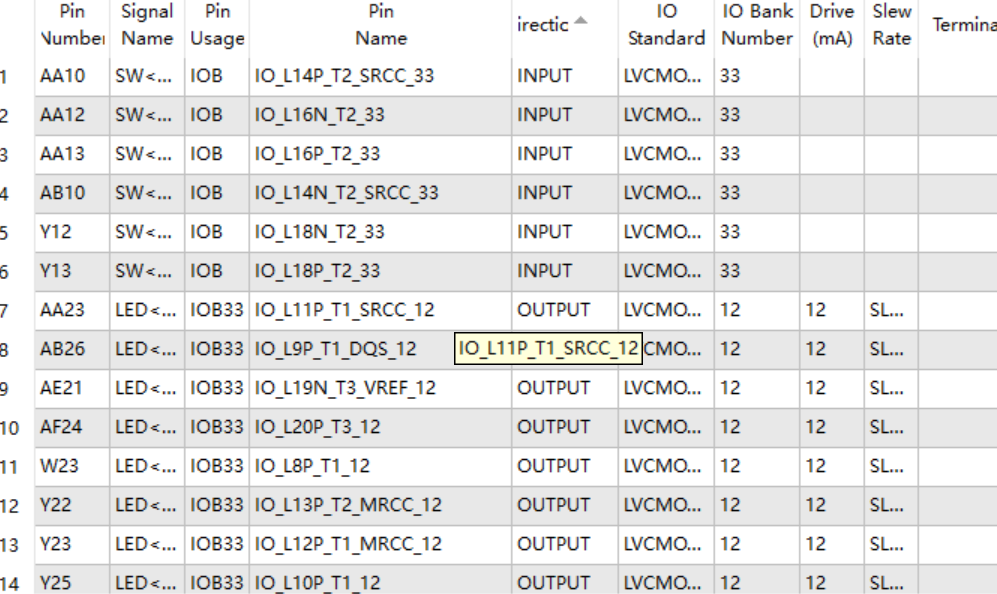 Pin Number Signal Name Pin Usage Pin Name irectic IO Standard IO Bank Number Drive (mA) Slew Rate Termina
1 AA10 SW<... IOB IO_L14P_T2_SRCC_33 INPUT LVCMO... 33
2 AA12 SW<... IOB IO_L16N_T2_33 INPUT LVCMO... 33
3 AA13 SW<... IOB IO_L16P_T2_33 INPUT LVCMO... 33
4 AB10 SW<... IOB IO_L14N_T2_SRCC_33 INPUT LVCMO... 33
5 Y12 SW<... IOB IO_L18N_T2_33 INPUT LVCMO... 33
6 Y13 SW<... IOB IO_L18P_T2_33 INPUT LVCMO... 33
7 AA23 LED<... IOB33 IO_L11P_T1_SRCC_12 OUTPUT LVCMO... 12 12 SL...
8 AB26 LED<... IOB33 IO_L9P_T1_DQS_12 IO_L11P_T1_SRCC_12 CMO... 12 12 SL...
9 AE21 LED<... IOB33 IO_L19N_T3_VREF_12 OUTPUT LVCMO... 12 12 SL...
10 AF24 LED<... IOB33 IO_L20P_T3_12 OUTPUT LVCMO... 12 12 SL...
11 W23 LED<... IOB33 IO_L8P_T1_12 OUTPUT LVCMO... 12 12 SL...
12 Y22 LED<... IOB33 IO_L13P_T2_MRCC_12 OUTPUT LVCMO... 12 12 SL...
13 Y23 LED<... IOB33 IO_L12P_T1_MRCC_12 OUTPUT LVCMO... 12 12 SL...
14 Y25 LED<... IOB33 IO_L10P_T1_12 OUTPUT LVCMO... 12 12 SL...